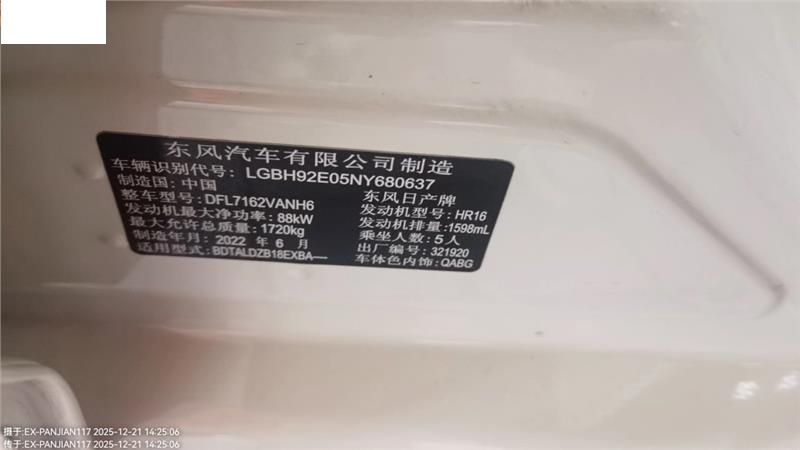 东风汽车有限公司制造
车辆识别代号: LGBH92E05NY680637
制造国: 中国 东风日产牌
整车型号: DFL7162VANH6 发动机型号: HR16
发动机最大净功率: 88kW 发动机排量: 1598mL
最大允许总质量: 1720kg 乘坐人数: 5人
制造年月: 2022 年 6 月 出厂编号: 321920
适用型式: BDTALDZB18EXBA— 车体色内饰: QABG
摄于:EX-PANJIAN117 2025-12-21 14:25:06
传于:EX-PANJIAN117 2025-12-21 14:25:06